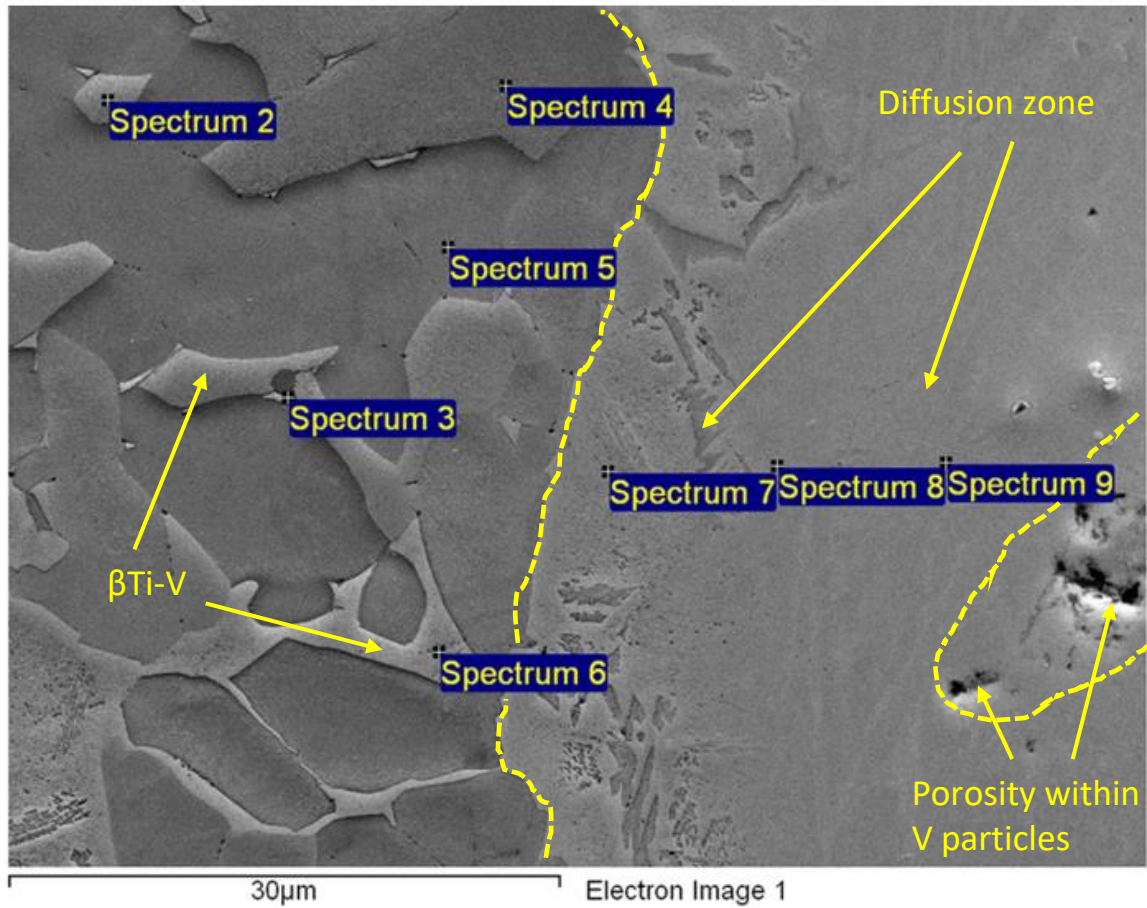 Spectrum 2
Spectrum 4
Diffusion zone
Spectrum 5
Spectrum 3
Spectrum 7
Spectrum 8
Spectrum 9
βTi-V
Spectrum 6
Porosity within
V particles
30μm
Electron Image 1